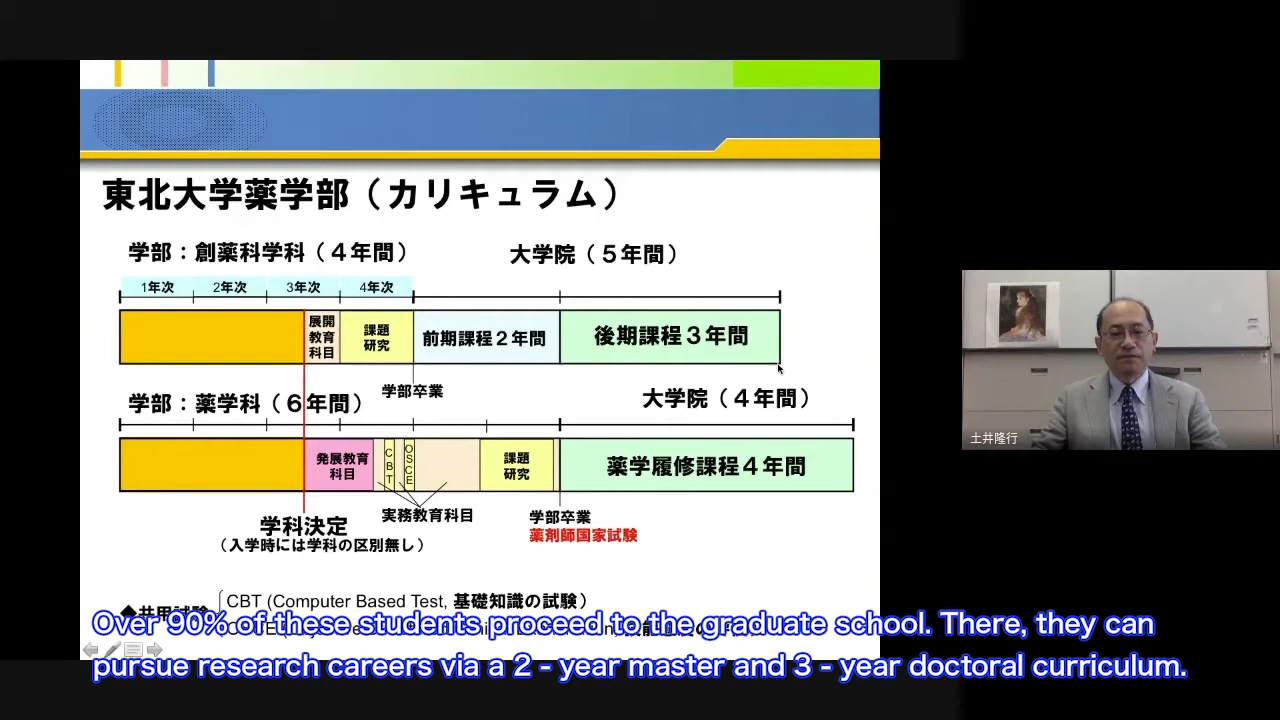 東北大学薬学部（カリキュラム）
学部：創薬科学科（４年間）
大学院（５年間）
1年次
2年次
3年次
4年次
展開
教育
科目
課題
研究
前期課程２年間
後期課程３年間
学部卒業
学部：薬学科（６年間）
大学院（４年間）
発展教育
科目
CBT
OSCE
課題
研究
薬学履修課程４年間
実務教育科目
学科決定
（入学時には学科の区別無し）
学部卒業
薬剤師国家試験
◆共用試験
CBT (Computer Based Test, 基礎知識の試験）
Over 90% of these students proceed to the graduate school. There, they can
pursue research careers via a 2 - year master and 3 - year doctoral curriculum.
土井隆行